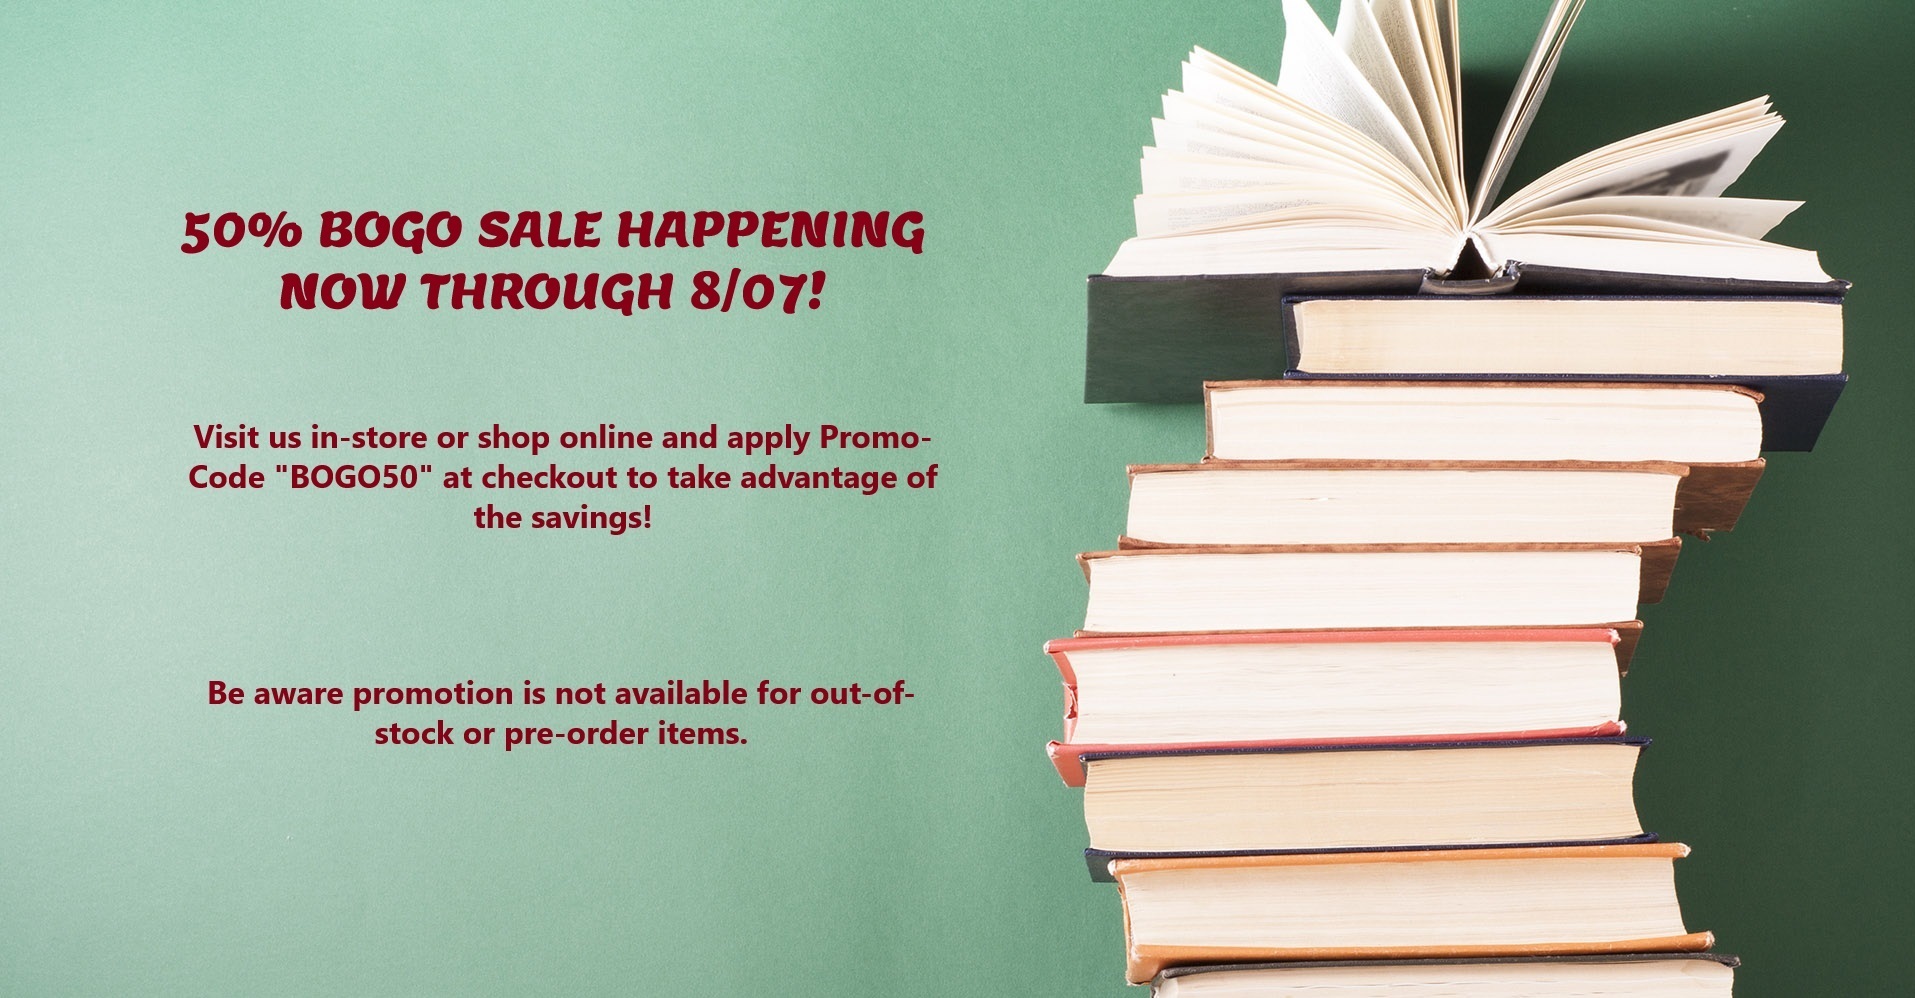 50% BOGO SALE HAPPENING
NOW THROUGH 8/07!
Visit us in-store or shop online and apply Promo-
Code "BOGO50" at checkout to take advantage of
the savings!
Be aware promotion is not available for out-of-
stock or pre-order items.